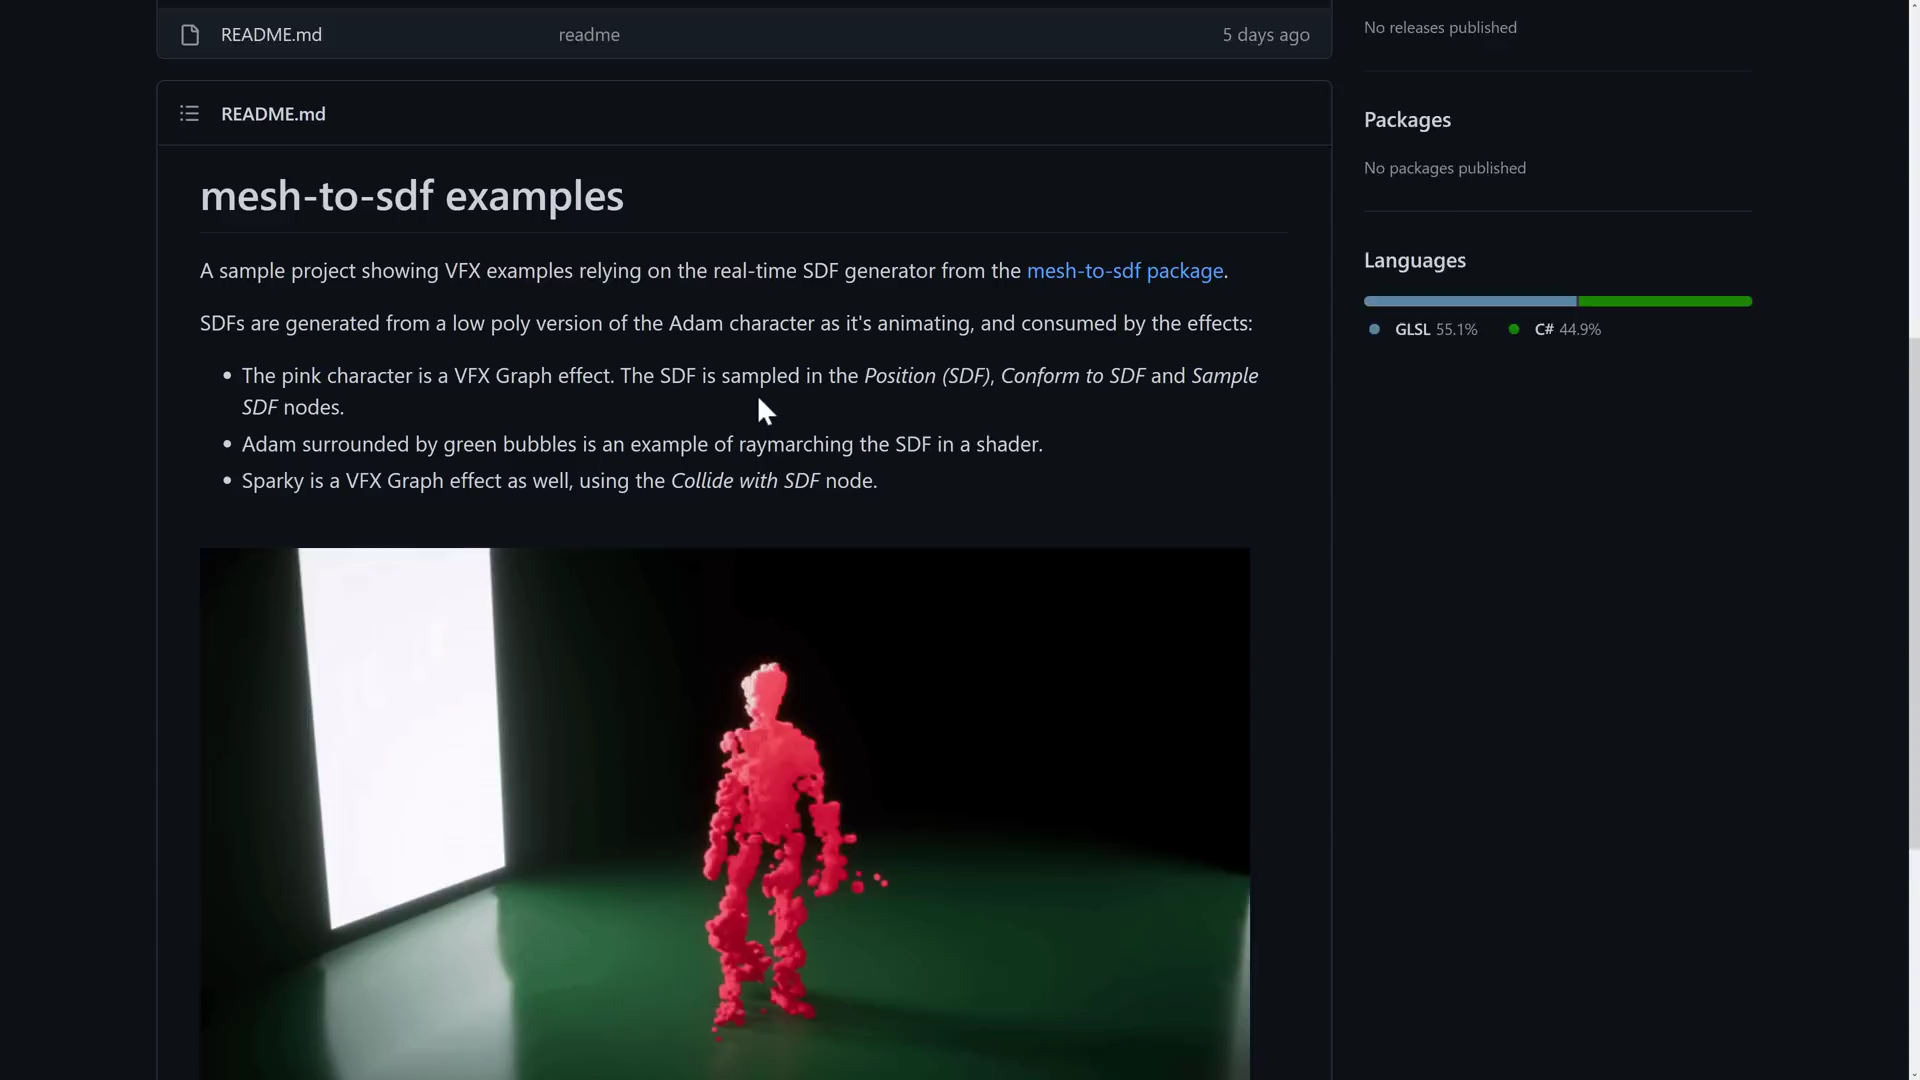 README.md readme 5 days ago
README.md
mesh-to-sdf examples
A sample project showing VFX examples relying on the real-time SDF generator from the mesh-to-sdf package.
SDFs are generated from a low poly version of the Adam character as it's animating, and consumed by the effects:
• The pink character is a VFX Graph effect. The SDF is sampled in the Position (SDF), Conform to SDF and Sample
SDF nodes.
• Adam surrounded by green bubbles is an example of raymarching the SDF in a shader.
• Sparky is a VFX Graph effect as well, using the Collide with SDF node.
No releases published
Packages
No packages published
Languages
GLSL 55.1% C# 44.9%